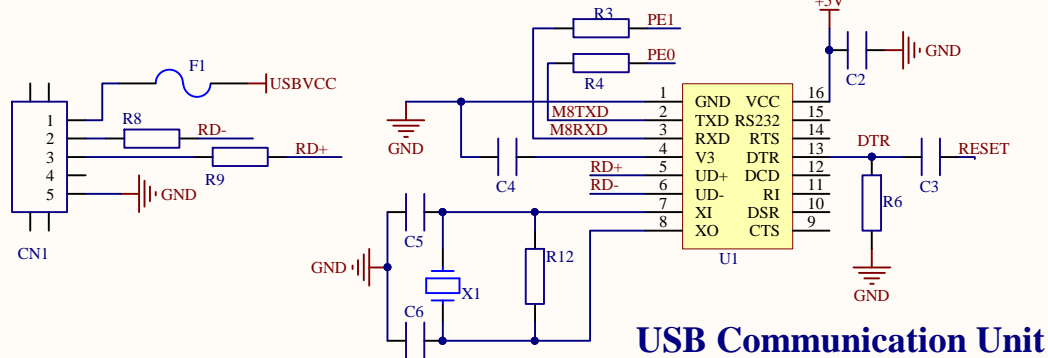 +5V
R3
PE1
F1
PE0
GND
USBVCC
C2
R4
1 GND VCC 16
M8TXD 2 TXD RS232 15
M8RXD 3 RXD RTS 14
4 V3 DTR 13
5 UD+ DCD 12
6 UD- RI 11
7 XI DSR 10
8 XO CTS 9
U1
1
2
3
4
5
R8
RD-
RD+
R9
GND
CN1
GND
C4
RD+
RD-
DTR
RESET
C3
R6
GND
C5
R12
GND
X1
C6
USB Communication Unit